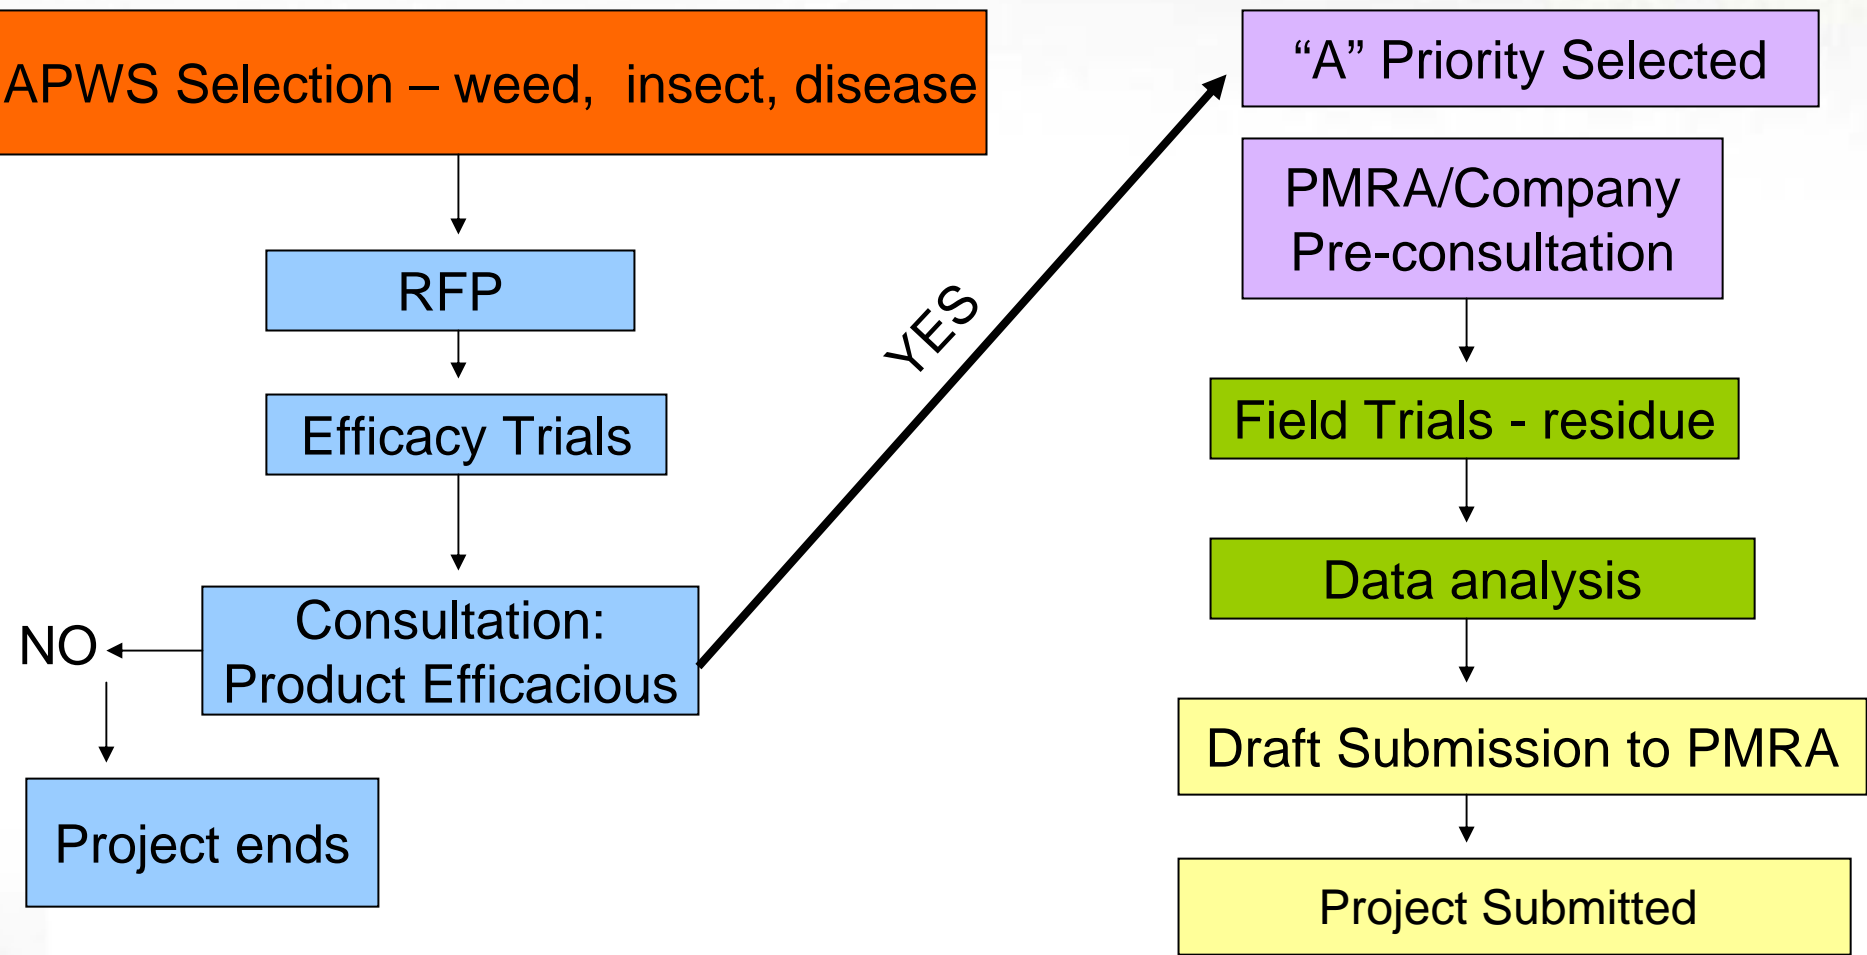 APWS Selection – weed, insect, disease
RFP
Efficacy Trials
Consultation:
Product Efficacious
NO
Project ends
YES
“A” Priority Selected
PMRA/Company
Pre-consultation
Field Trials - residue
Data analysis
Draft Submission to PMRA
Project Submitted